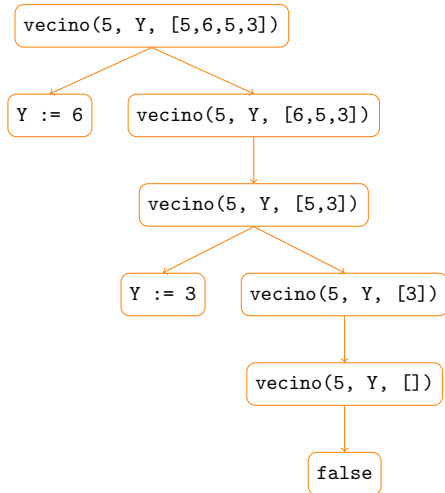 vecino(5, Y, [5,6,5,3])
Y := 6
vecino(5, Y, [6,5,3])
vecino(5, Y, [5,3])
Y := 3
vecino(5, Y, [3])
vecino(5, Y, [])
false